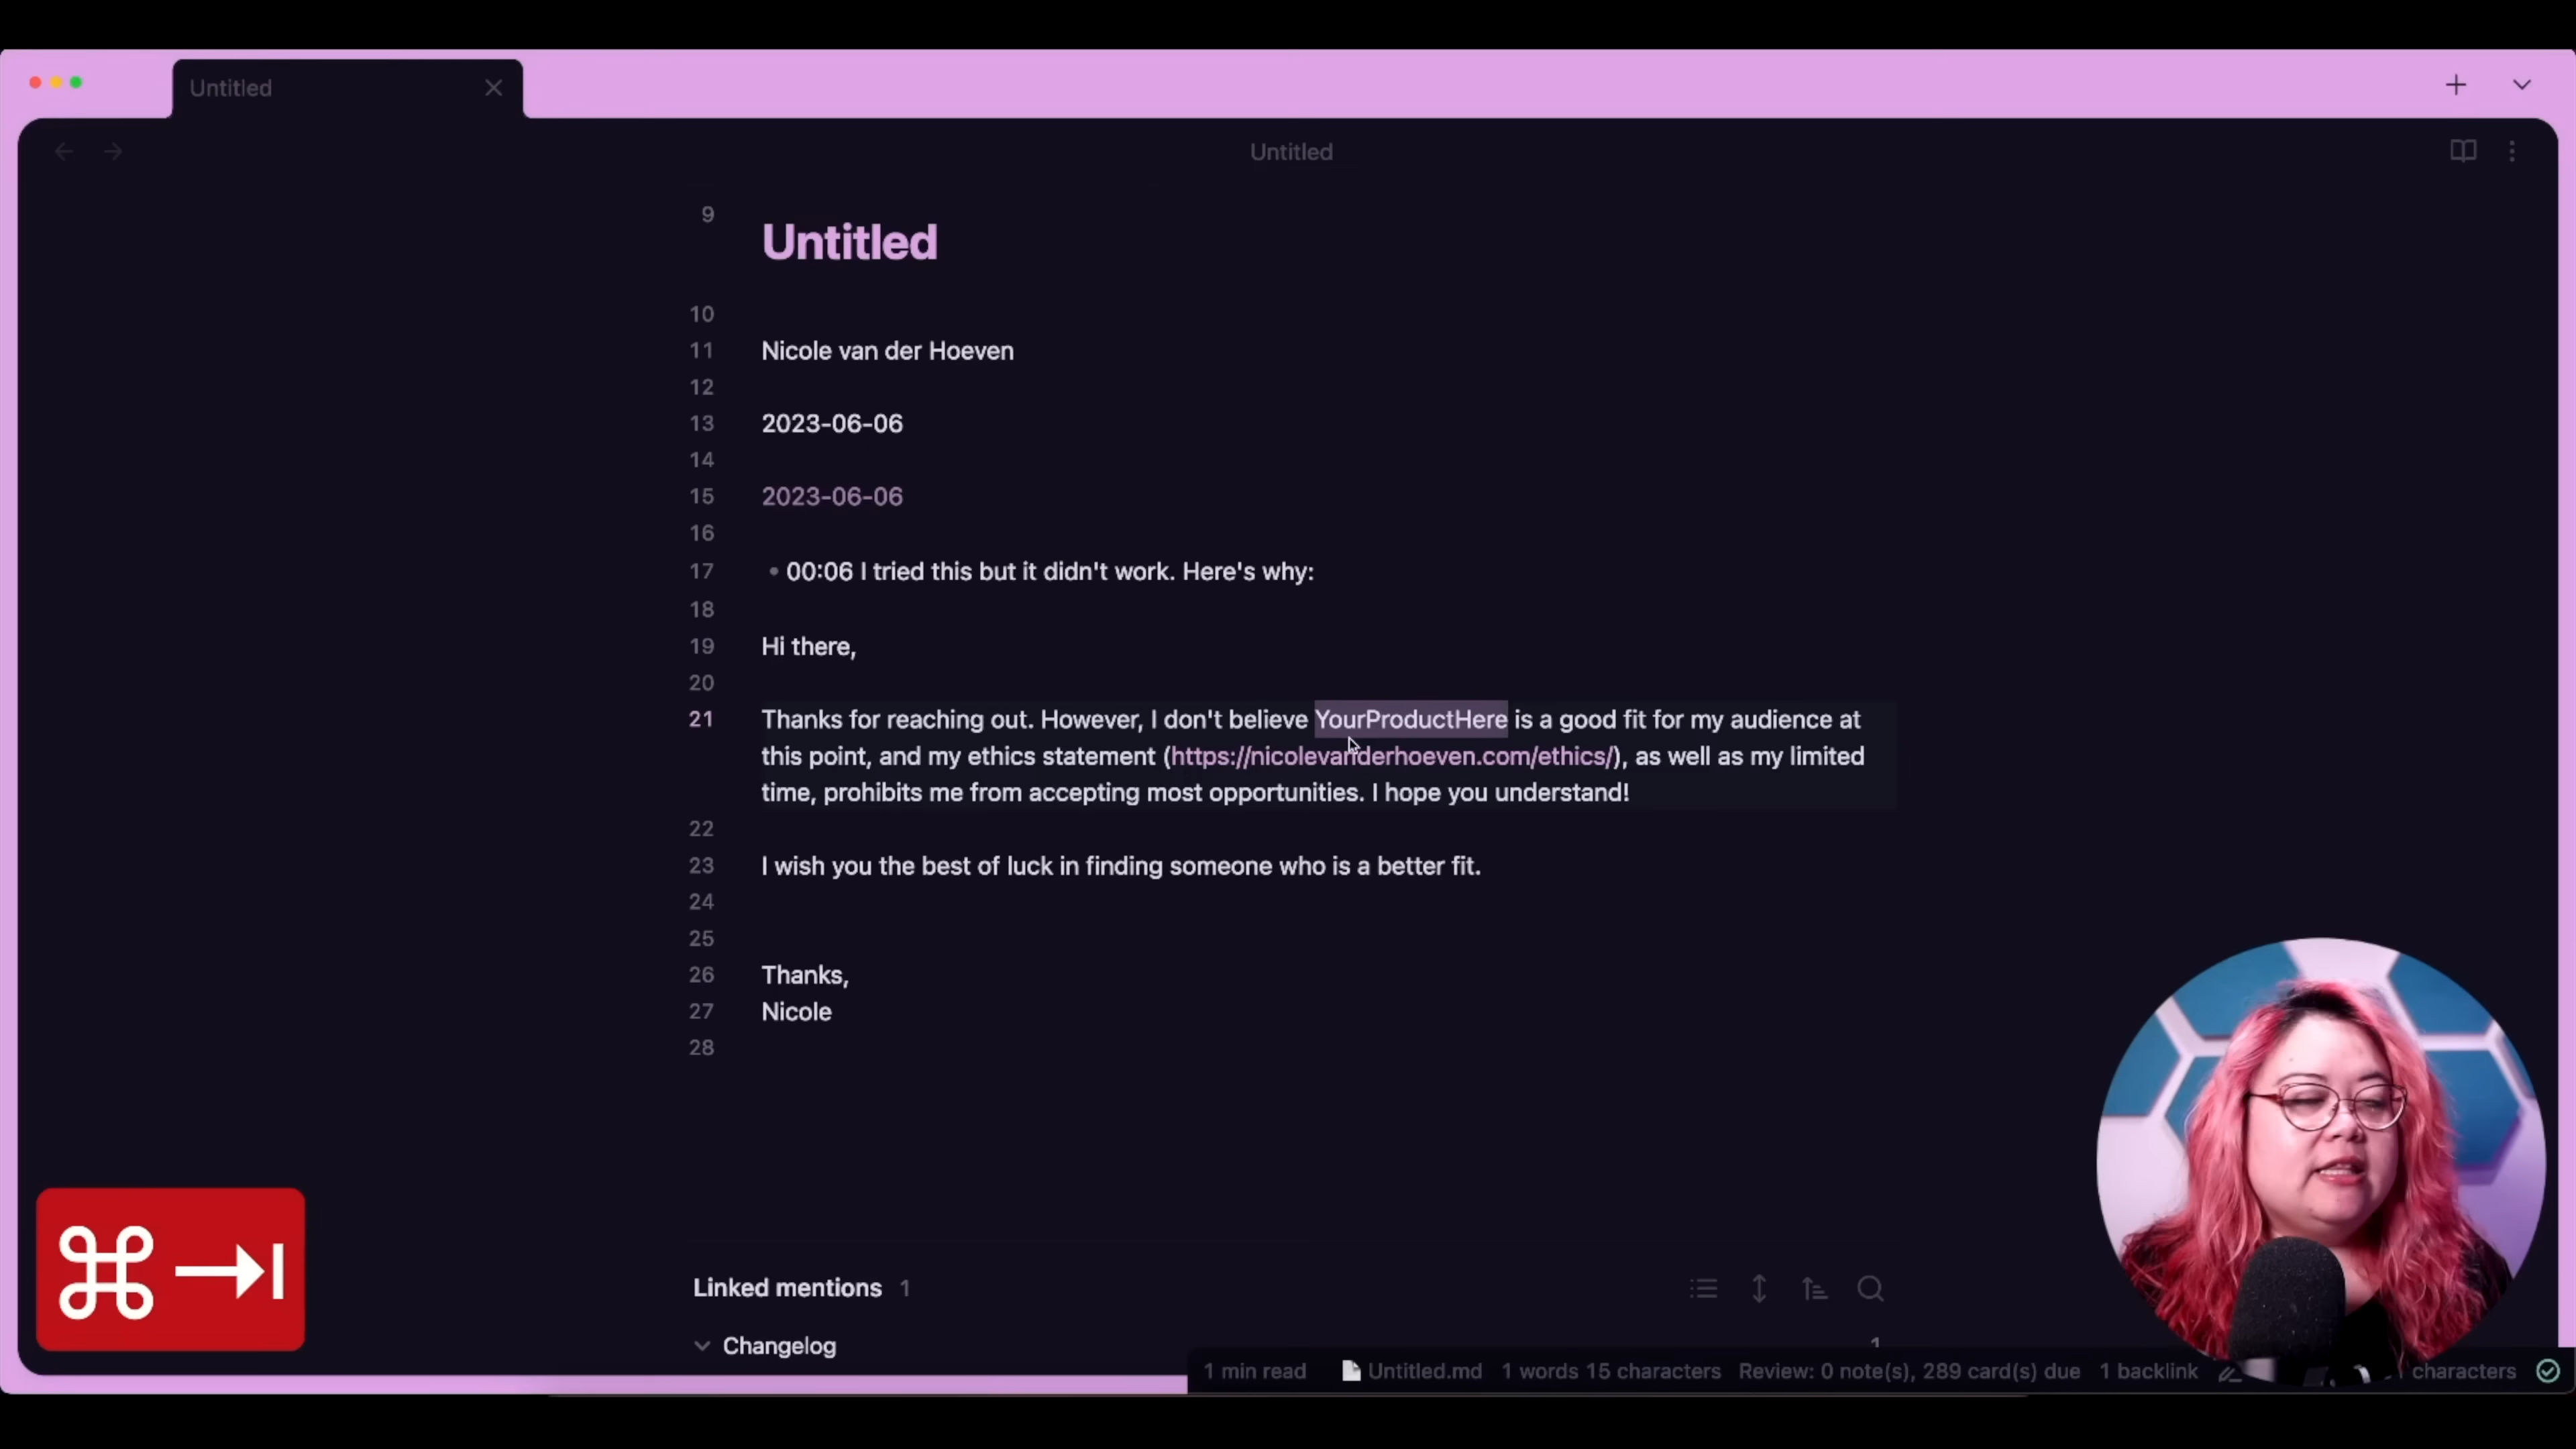 Untitled
Untitled
9
Untitled
10
11 Nicole van der Hoeven
12
13 2023-06-06
14
15 2023-06-06
16
17 • 00:06 I tried this but it didn't work. Here's why:
18
19 Hi there,
20
21 Thanks for reaching out. However, I don't believe YourProductHere is a good fit for my audience at
this point, and my ethics statement (https://nicolevanderhoeven.com/ethics/), as well as my limited
time, prohibits me from accepting most opportunities. I hope you understand!
22
23 I wish you the best of luck in finding someone who is a better fit.
24
25
26 Thanks,
27 Nicole
28
Linked mentions 1
Changelog 1
1 min read Untitled.md 1 words 15 characters Review: 0 note(s), 289 card(s) due 1 backlink characters